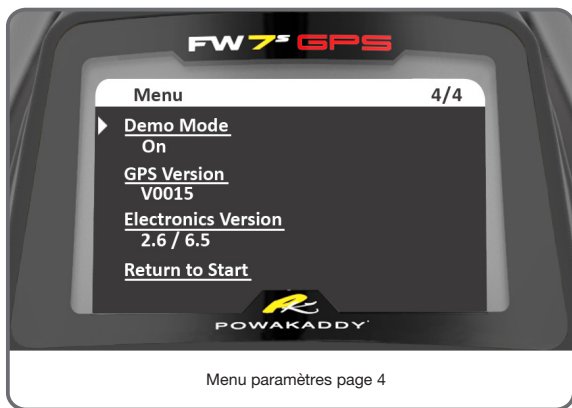 FW7s GPS
Menu 4/4
Demo Mode
On
GPS Version
V0015
Electronics Version
2.6 / 6.5
Return to Start
POWAKADDY
Menu paramètres page 4